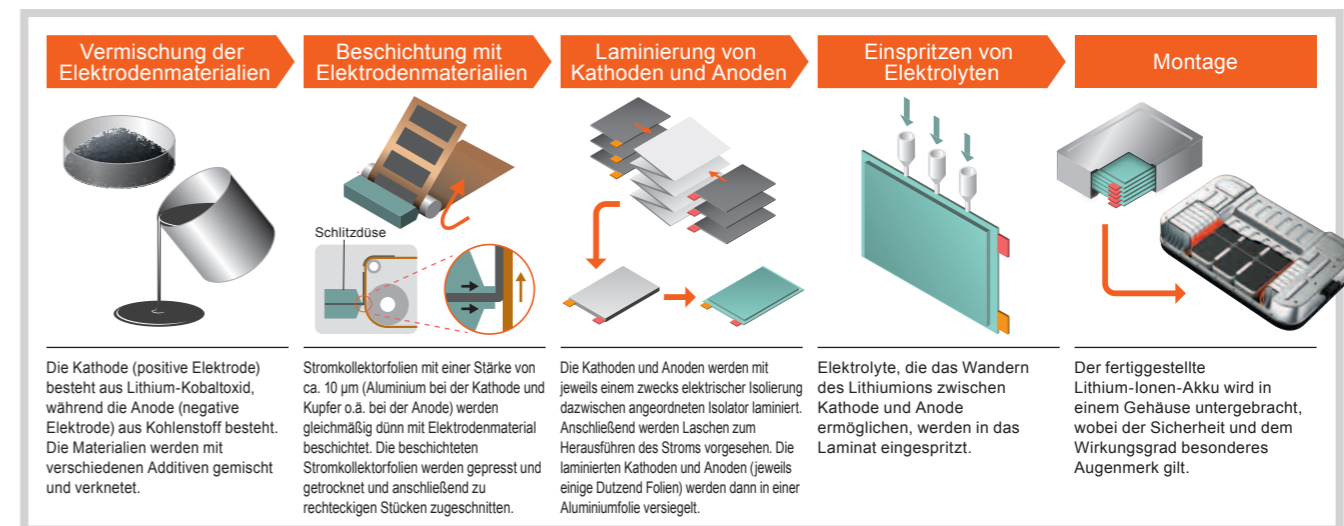 Vermischung der
Elektrodenmaterialien
Beschichtung mit
Elektrodenmaterialien
Laminierung von
Kathoden und Anoden
Einspritzen von
Elektrolyten
Montage
Schlitzdüse
Die Kathode (positive Elektrode)
besteht aus Lithium-Kobaltoxid,
während die Anode (negative
Elektrode) aus Kohlenstoff besteht.
Die Materialien werden mit
verschiedenen Additiven gemischt
und verknetet.
Stromkollektorfolien mit einer Stärke von
ca. 10 µm (Aluminium bei der Kathode und
Kupfer o.ä. bei der Anode) werden
gleichmäßig dünn mit Elektrodenmaterial
beschichtet. Die beschichteten
Stromkollektorfolien werden gepresst und
getrocknet und anschließend zu
rechteckigen Stücken zugeschnitten.
Die Kathoden und Anoden werden mit
jeweils einem zwecks elektrischer Isolierung
dazwischen angeordneten Isolator laminiert.
Anschließend werden Laschen zum
Herausführen des Stroms vorgesehen. Die
laminierten Kathoden und Anoden (jeweils
einige Dutzend Folien) werden dann in einer
Aluminiumfolie versiegelt.
Elektrolyte, die das Wandern
des Lithiumions zwischen
Kathode und Anode
ermöglichen, werden in das
Laminat eingespritzt.
Der fertiggestellte
Lithium-Ionen-Akku wird in
einem Gehäuse untergebracht,
wobei der Sicherheit und dem
Wirkungsgrad besonderes
Augenmerk gilt.